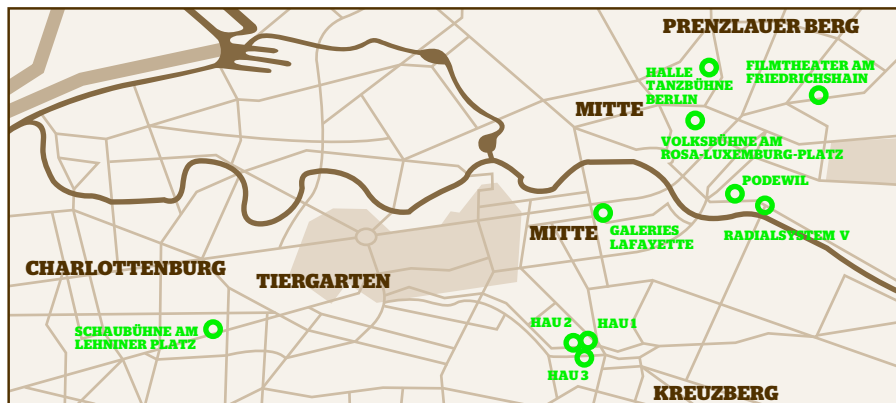 PRENZLAUER BERG
HALLE
TANZBÜHNE
BERLIN
FILMTHEATER AM
FRIEDRICHSHAIN
MITTE
VOLKSBÜHNE AM
ROSA-LUXEMBURG-PLATZ
PODEWIL
MITTE
GALERIES
LAFAYETTE
RADIALSYSTEM V
CHARLOTTENBURG
TIERGARTEN
SCHAUBÜHNE AM
LEHNINER PLATZ
HAU 2
HAU 1
HAU 3
KREUZBERG